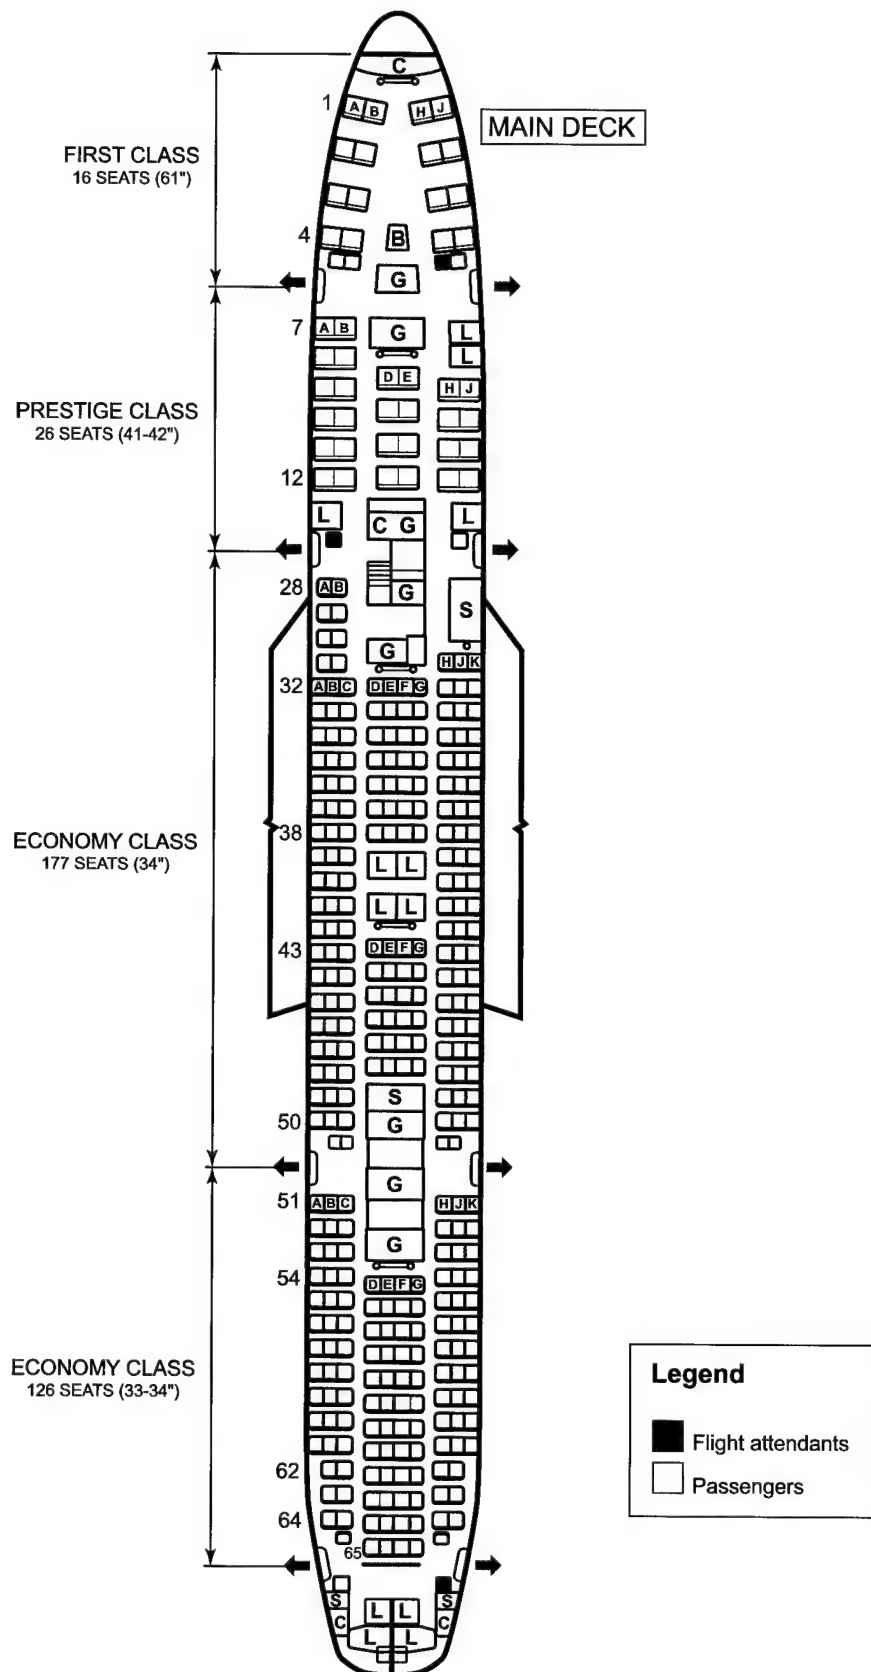 C
1 A B H J
MAIN DECK
FIRST CLASS
16 SEATS (61")
4 B
G
7 A B G L
L
D E
H J
PRESTIGE CLASS
26 SEATS (41-42")
12
L C G L
28 A B G S
G
H J K
32 A B C D E F G
38
ECONOMY CLASS
177 SEATS (34")
L L
L L
43 D E F G
S
50 G
G
51 A B C H J K
G
54 D E F G
ECONOMY CLASS
126 SEATS (33-34")
Legend
Flight attendants
Passengers
62
64
65
S S
C L L C
L L